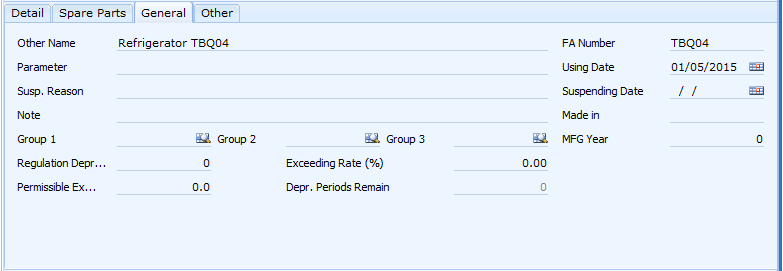 Detail Spare Parts General Other
Other Name Refrigerator TBQ04 FA Number TBQ04
Parameter Using Date 01/05/2015
Susp. Reason Suspending Date / /
Note Made in
Group 1 Group 2 Group 3 MFG Year 0
Regulation Depr... 0 Exceeding Rate (%) 0.00
Permissible Ex... 0.0 Depr. Periods Remain 0